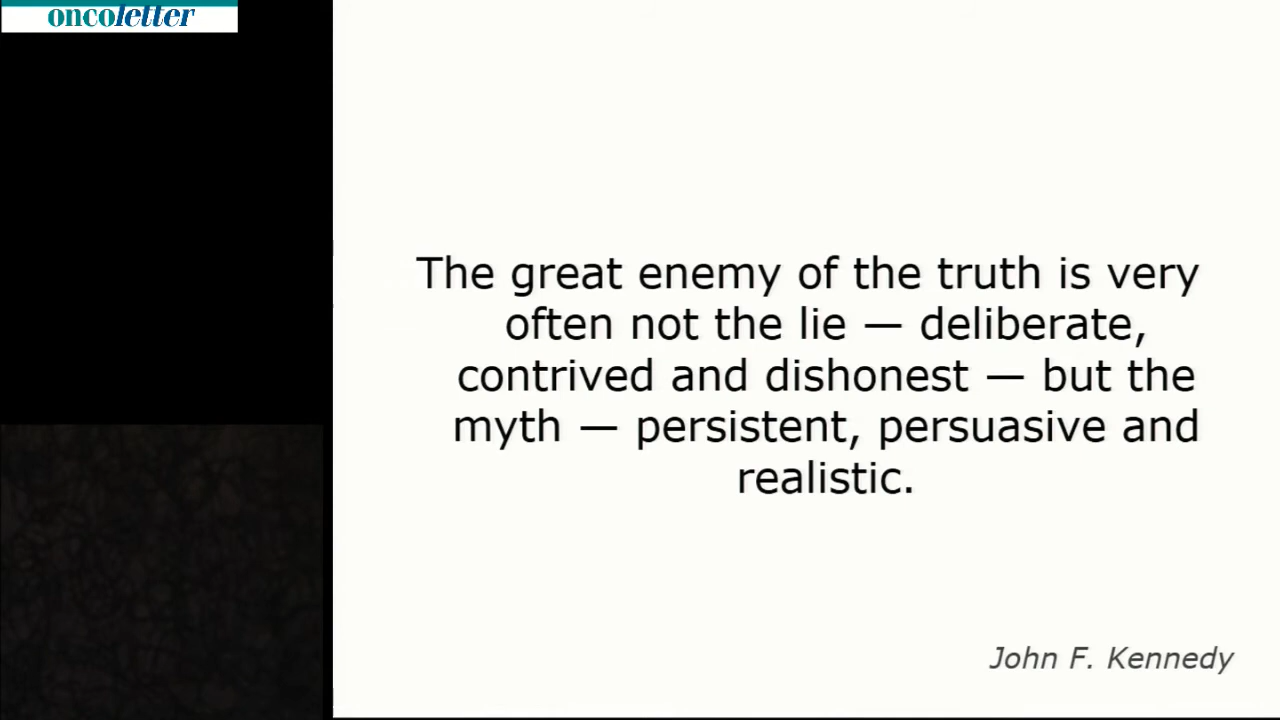 oncoletter
The great enemy of the truth is very
often not the lie — deliberate,
contrived and dishonest — but the
myth — persistent, persuasive and
realistic.
John F. Kennedy